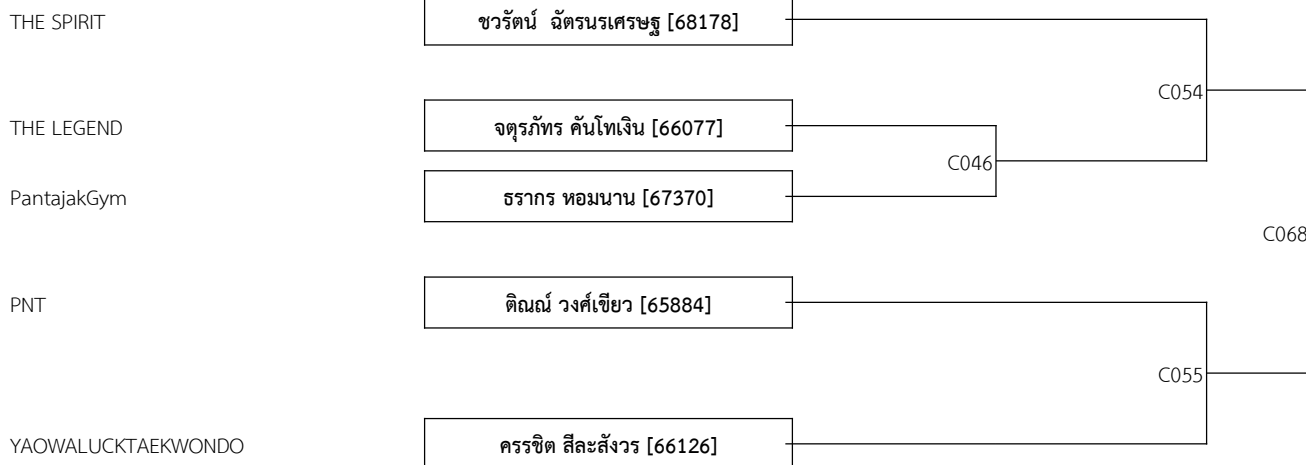 THE SPIRIT ชวรัตน์ ฉัตรนรเศรษฐ [68178]
C054
THE LEGEND จตุรภัทร คันโทเงิน [66077]
C046
PantajakGym ธรากร หอมนาน [67370]
C068
PNT ติณณ์ วงศ์เขียว [65884]
C055
YAOWALUCKTAEKWONDO ครรชิต สีละสังวร [66126]